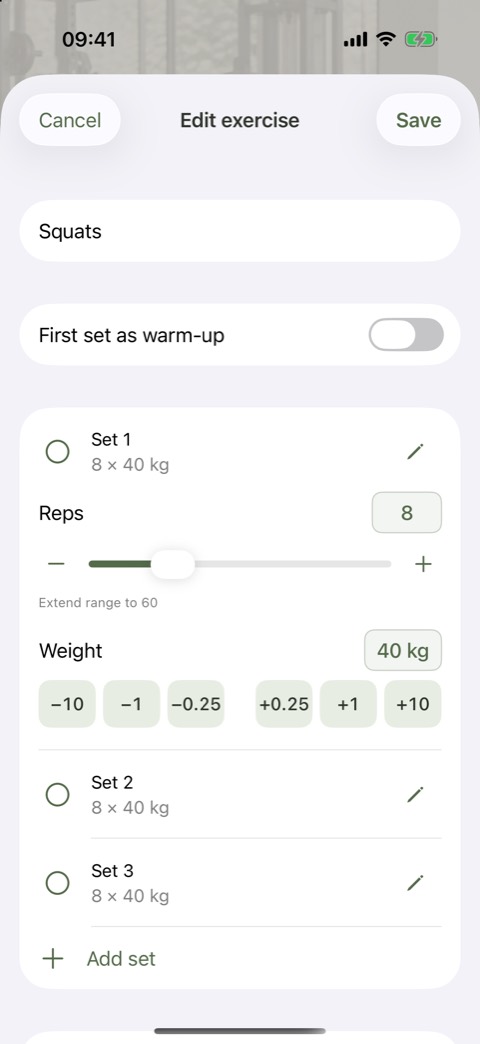 09:41
Cancel Edit exercise Save
Squats
First set as warm-up
Set 1
8 × 40 kg
Reps 8
Extend range to 60
Weight 40 kg
−10 −1 −0.25 +0.25 +1 +10
Set 2
8 × 40 kg
Set 3
8 × 40 kg
Add set